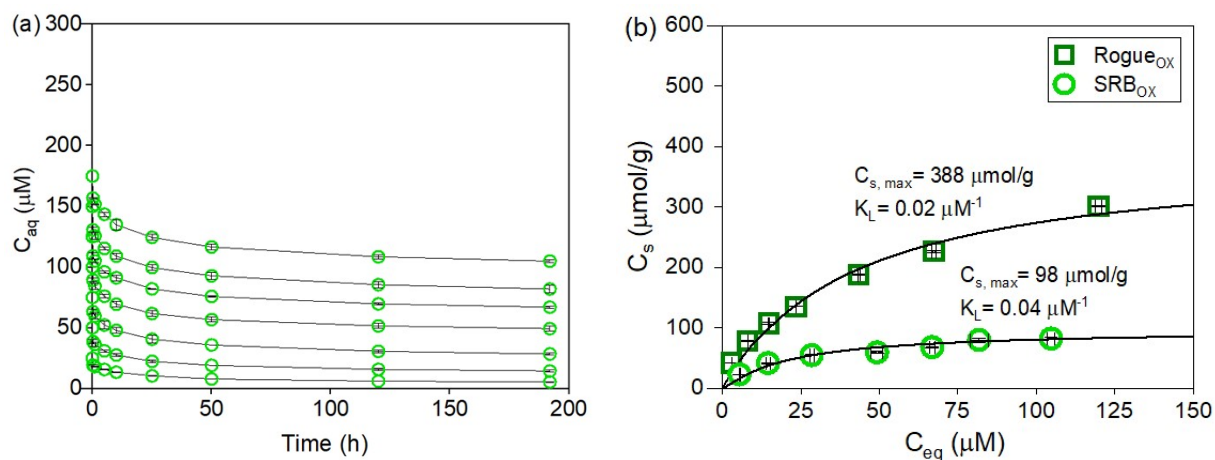 (a)
300
250
200
150
100
50
0
C_aq (μM)
0 50 100 150 200
Time (h)
(b)
600
500
400
300
200
100
0
C_s (μmol/g)
Rogue_OX
SRB_OX
C_s, max = 388 μmol/g
K_L = 0.02 μM⁻¹
C_s, max = 98 μmol/g
K_L = 0.04 μM⁻¹
0 25 50 75 100 125 150
C_eq (μM)